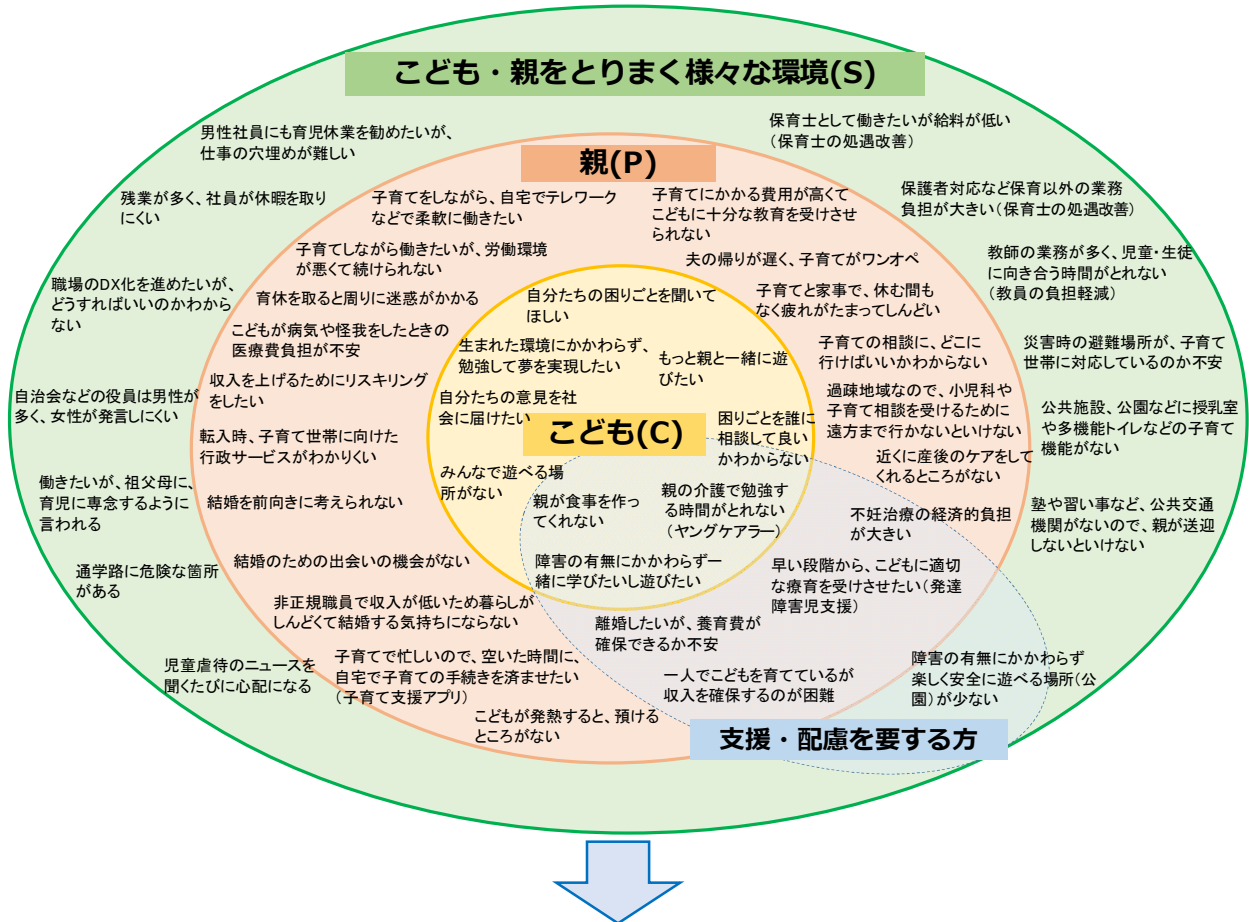 こども・親をとりまく様々な環境(S)
男性社員にも育児休業を勧めたいが、
仕事の穴埋めが難しい
保育士として働きたいが給料が低い
（保育士の処遇改善）
残業が多く、社員が休暇を取り
にくい
保護者対応など保育以外の業務
負担が大きい（保育士の処遇改善）
職場のDX化を進めたいが、
どうすればいいのかわから
ない
教師の業務が多く、児童・生徒
に向き合う時間がとれない
（教員の負担軽減）
災害時の避難場所が、子育て
世帯に対応しているのか不安
自治会などの役員は男性が
多く、女性が発言しにくい
公共施設、公園などに授乳室
や多機能トイレなどの子育て
機能がない
働きたいが、祖父母に、
育児に専念するように
言われる
塾や習い事など、公共交通
機関がないので、親が送迎
しないといけない
通学路に危険な箇所
がある
児童虐待のニュースを
聞くたびに心配になる
障害の有無にかかわらず
楽しく安全に遊べる場所（公
園）が少ない
親(P)
子育てをしながら、自宅でテレワーク
などで柔軟に働きたい
子育てにかかる費用が高くて
こどもに十分な教育を受けさせ
られない
子育てしながら働きたいが、労働環境
が悪くて続けられない
夫の帰りが遅く、子育てがワンオペ
育休を取ると周りに迷惑がかかる
子育てと家事で、休む間も
なく疲れがたまってしんどい
こどもが病気や怪我をしたときの
医療費負担が不安
子育ての相談に、どこに
行けばいいかわからない
収入を上げるためにリスキリング
をしたい
過疎地域なので、小児科や
子育て相談を受けるために
遠方まで行かないといけない
転入時、子育て世帯に向けた
行政サービスがわかりくい
近くに産後のケアをして
くれるところがない
結婚を前向きに考えられない
不妊治療の経済的負担
が大きい
結婚のための出会いの機会がない
早い段階から、こどもに適切
な療育を受けさせたい（発達
障害児支援）
非正規職員で収入が低いため暮らしが
しんどくて結婚する気持ちにならない
離婚したいが、養育費が
確保できるか不安
子育てで忙しいので、空いた時間に、
自宅で子育ての手続きを済ませたい
（子育て支援アプリ）
一人でこどもを育てているが
収入を確保するのが困難
こどもが発熱すると、預ける
ところがない
自分たちの困りごとを聞いて
ほしい
生まれた環境にかかわらず、
勉強して夢を実現したい
もっと親と一緒に遊
びたい
自分たちの意見を社
会に届けたい
こども(C)
困りごとを誰に
相談して良い
かわからない
みんなで遊べる場
所がない
親が食事を作っ
てくれない
親の介護で勉強す
る時間がとれない
（ヤングケアラー）
障害の有無にかかわらず一
緒に学びたいし遊びたい
支援・配慮を要する方